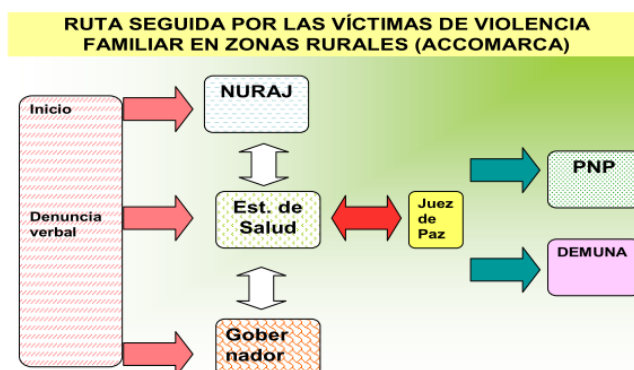 RUTA SEGUIDA POR LAS VÍCTIMAS DE VIOLENCIA
FAMILIAR EN ZONAS RURALES (ACCOMARCA)
Inicio
Denuncia
verbal
NURAJ
Est. de
Salud
Gober
nador
Juez
de
Paz
PNP
DEMUNA